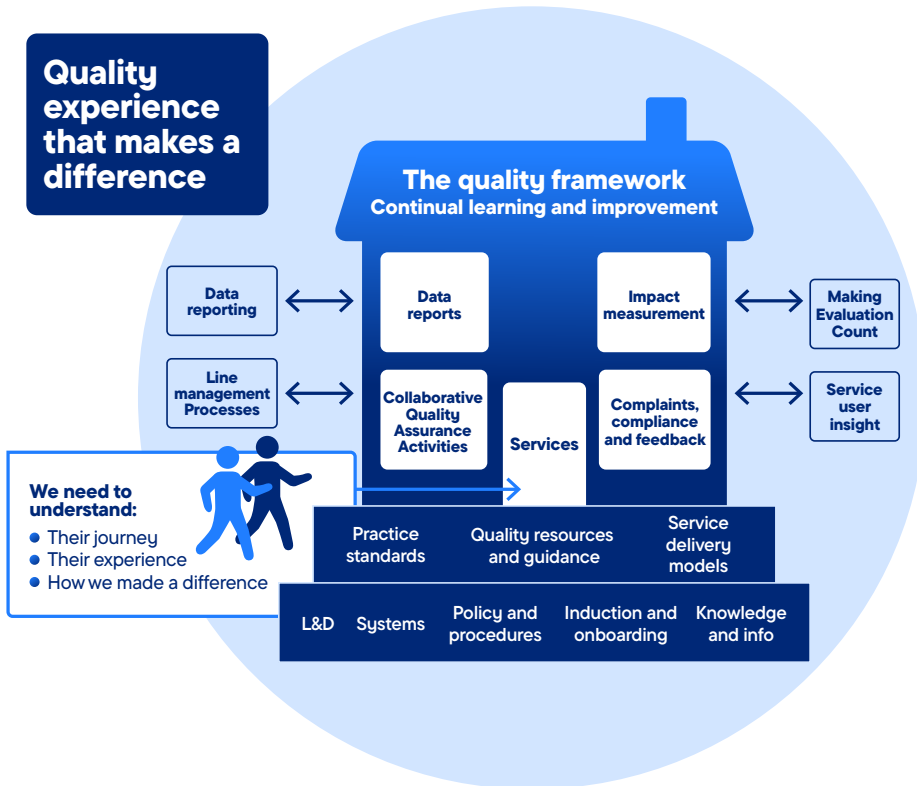 Quality
experience
that makes a
difference
The quality framework
Continual learning and improvement
Data
reporting
Data
reports
Impact
measurement
Making
Evaluation
Count
Line
management
Processes
Collaborative
Quality
Assurance
Activities
Services
Complaints,
compliance
and feedback
Service
user
insight
We need to
understand:
Their journey
Their experience
How we made a difference
Practice
standards
Quality resources
and guidance
Service
delivery
models
L&D
Systems
Policy and
procedures
Induction and
onboarding
Knowledge
and info